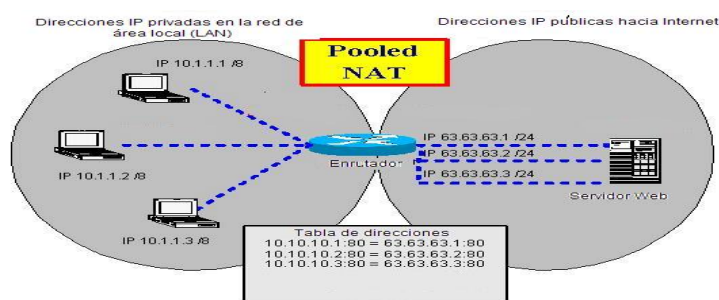 Direcciones IP privadas en la red de
área local (LAN)
Direcciones IP públicas hacia Internet
Pooled
NAT
IP 10.1.1.1 /8
IP 10.1.1.2 /8
IP 10.1.1.3 /8
Enrutador
IP 63.63.63.1 /24
IP 63.63.63.2 /24
IP 63.63.63.3 /24
Servidor Web
Tabla de direcciones
10.10.10.1:80 = 63.63.63.1:80
10.10.10.2:80 = 63.63.63.2:80
10.10.10.3:80 = 63.63.63.3:80